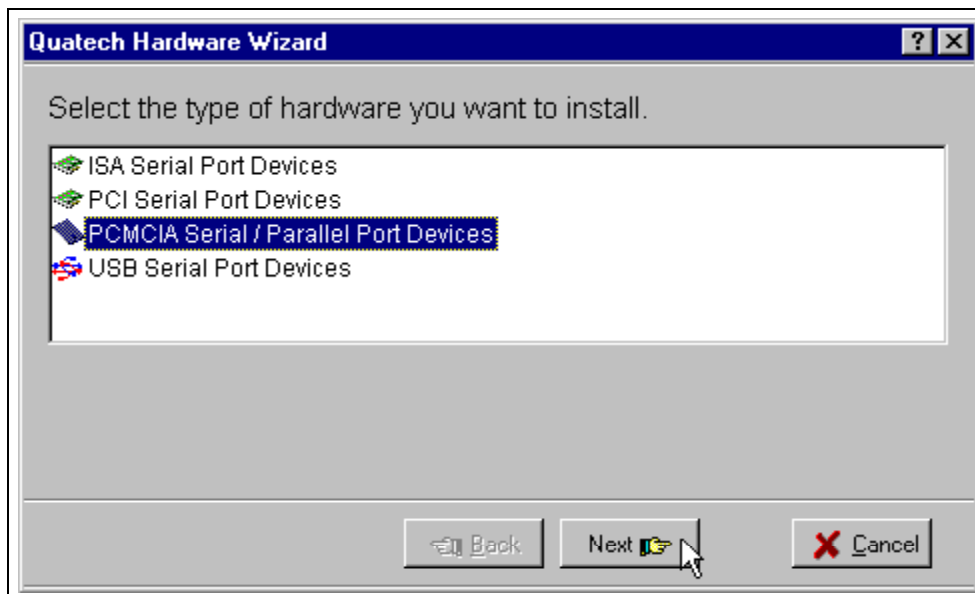 Quatech Hardware Wizard
Select the type of hardware you want to install.
ISA Serial Port Devices
PCI Serial Port Devices
PCMCIA Serial / Parallel Port Devices
USB Serial Port Devices
Back Next Cancel